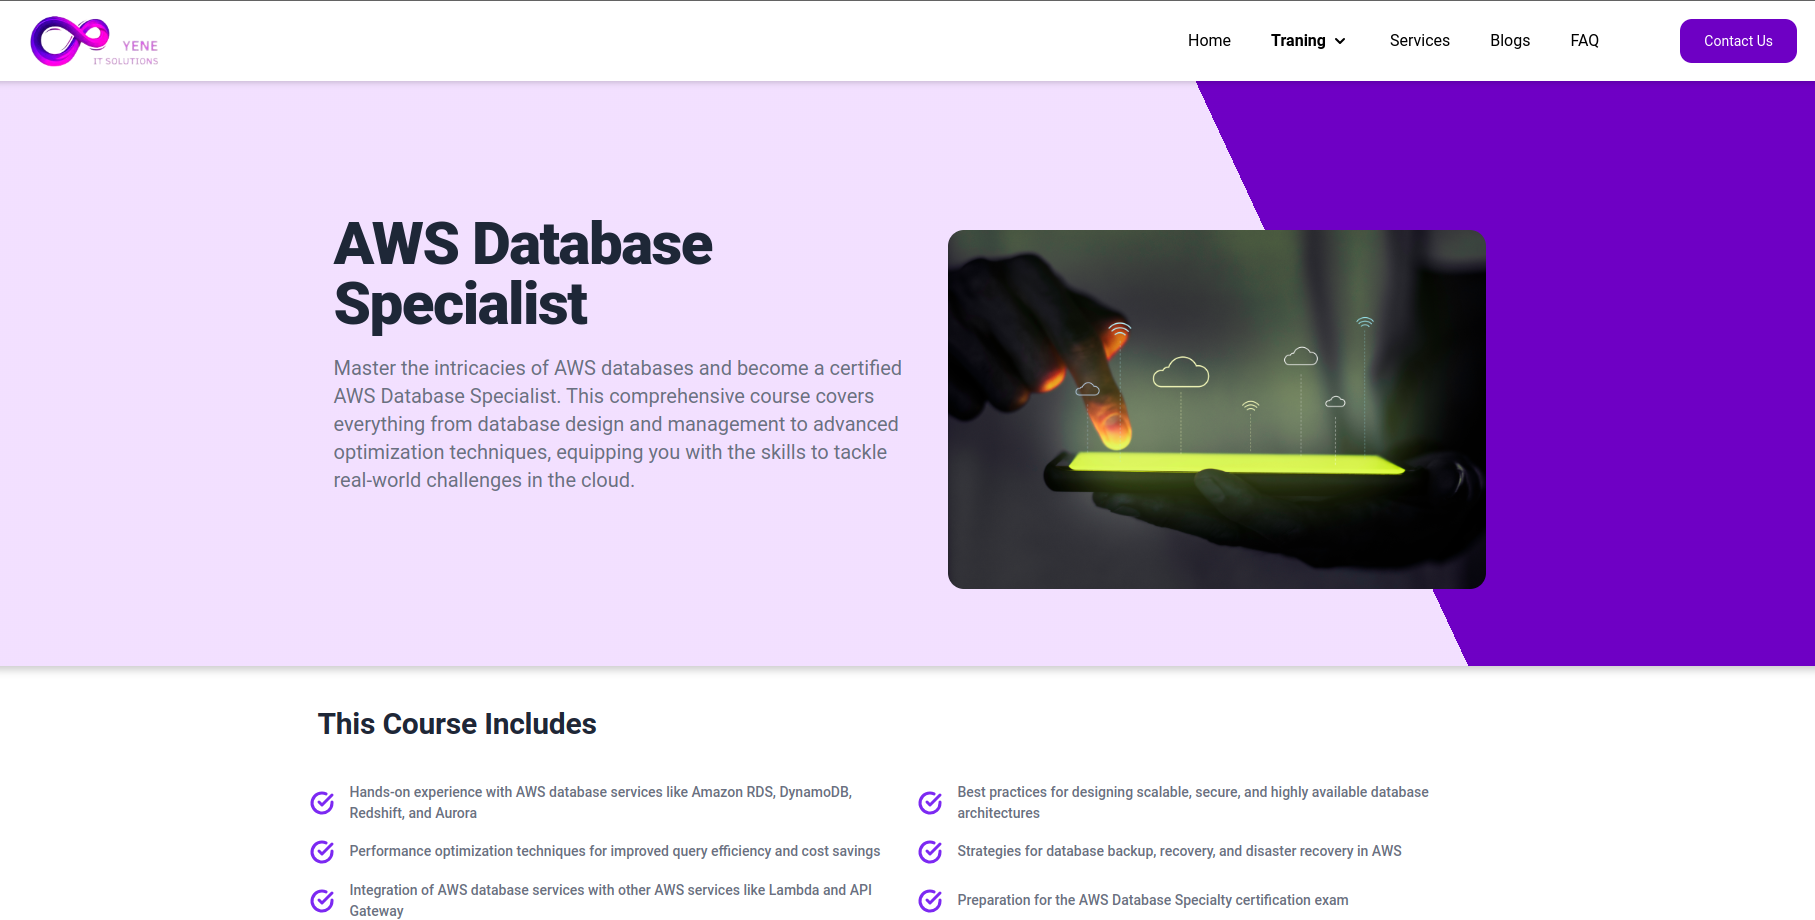 YENE
IT SOLUTIONS
Home
Traning
Services
Blogs
FAQ
Contact Us
AWS Database
Specialist
Master the intricacies of AWS databases and become a certified
AWS Database Specialist. This comprehensive course covers
everything from database design and management to advanced
optimization techniques, equipping you with the skills to tackle
real-world challenges in the cloud.
This Course Includes
Hands-on experience with AWS database services like Amazon RDS, DynamoDB,
Redshift, and Aurora
Best practices for designing scalable, secure, and highly available database
architectures
Performance optimization techniques for improved query efficiency and cost savings
Strategies for database backup, recovery, and disaster recovery in AWS
Integration of AWS database services with other AWS services like Lambda and API
Gateway
Preparation for the AWS Database Specialty certification exam